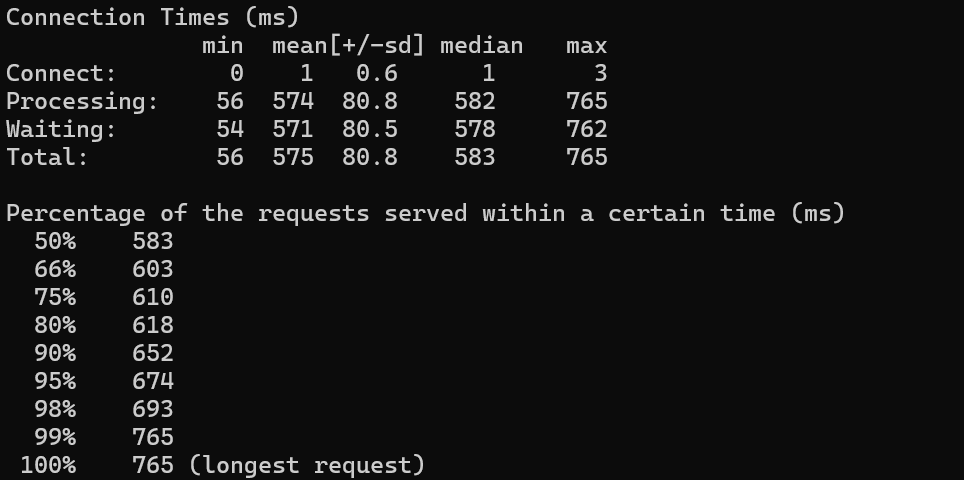 Connection Times (ms)
              min  mean[+/-sd] median   max
Connect:        0    1   0.6      1       3
Processing:    56  574  80.8    582     765
Waiting:       54  571  80.5    578     762
Total:         56  575  80.8    583     765

Percentage of the requests served within a certain time (ms)
  50%    583
  66%    603
  75%    610
  80%    618
  90%    652
  95%    674
  98%    693
  99%    765
 100%    765 (longest request)